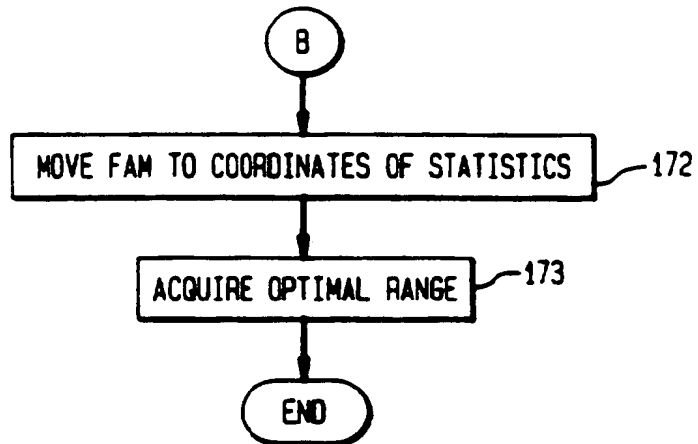 B
MOVE FAM TO COORDINATES OF STATISTICS
172
ACQUIRE OPTIMAL RANGE
173
END